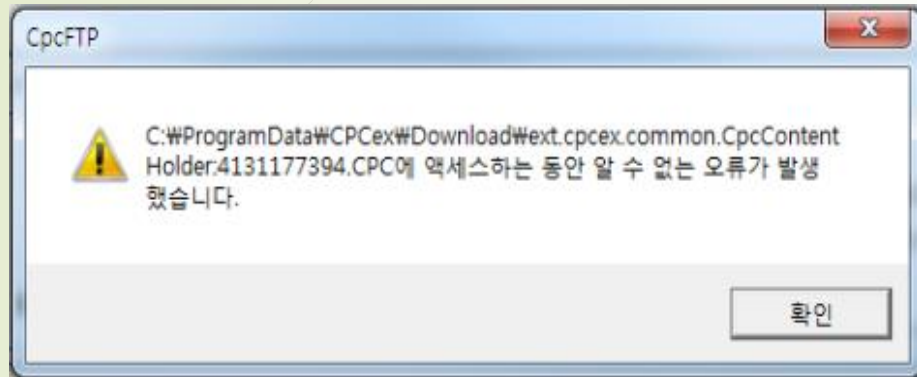 CpcFTP
C:₩ProgramData₩CPCex₩Download₩ext.cpcex.common.CpcContent
Holder:4131177394.CPC에 액세스하는 동안 알 수 없는 오류가 발생
했습니다.
확인